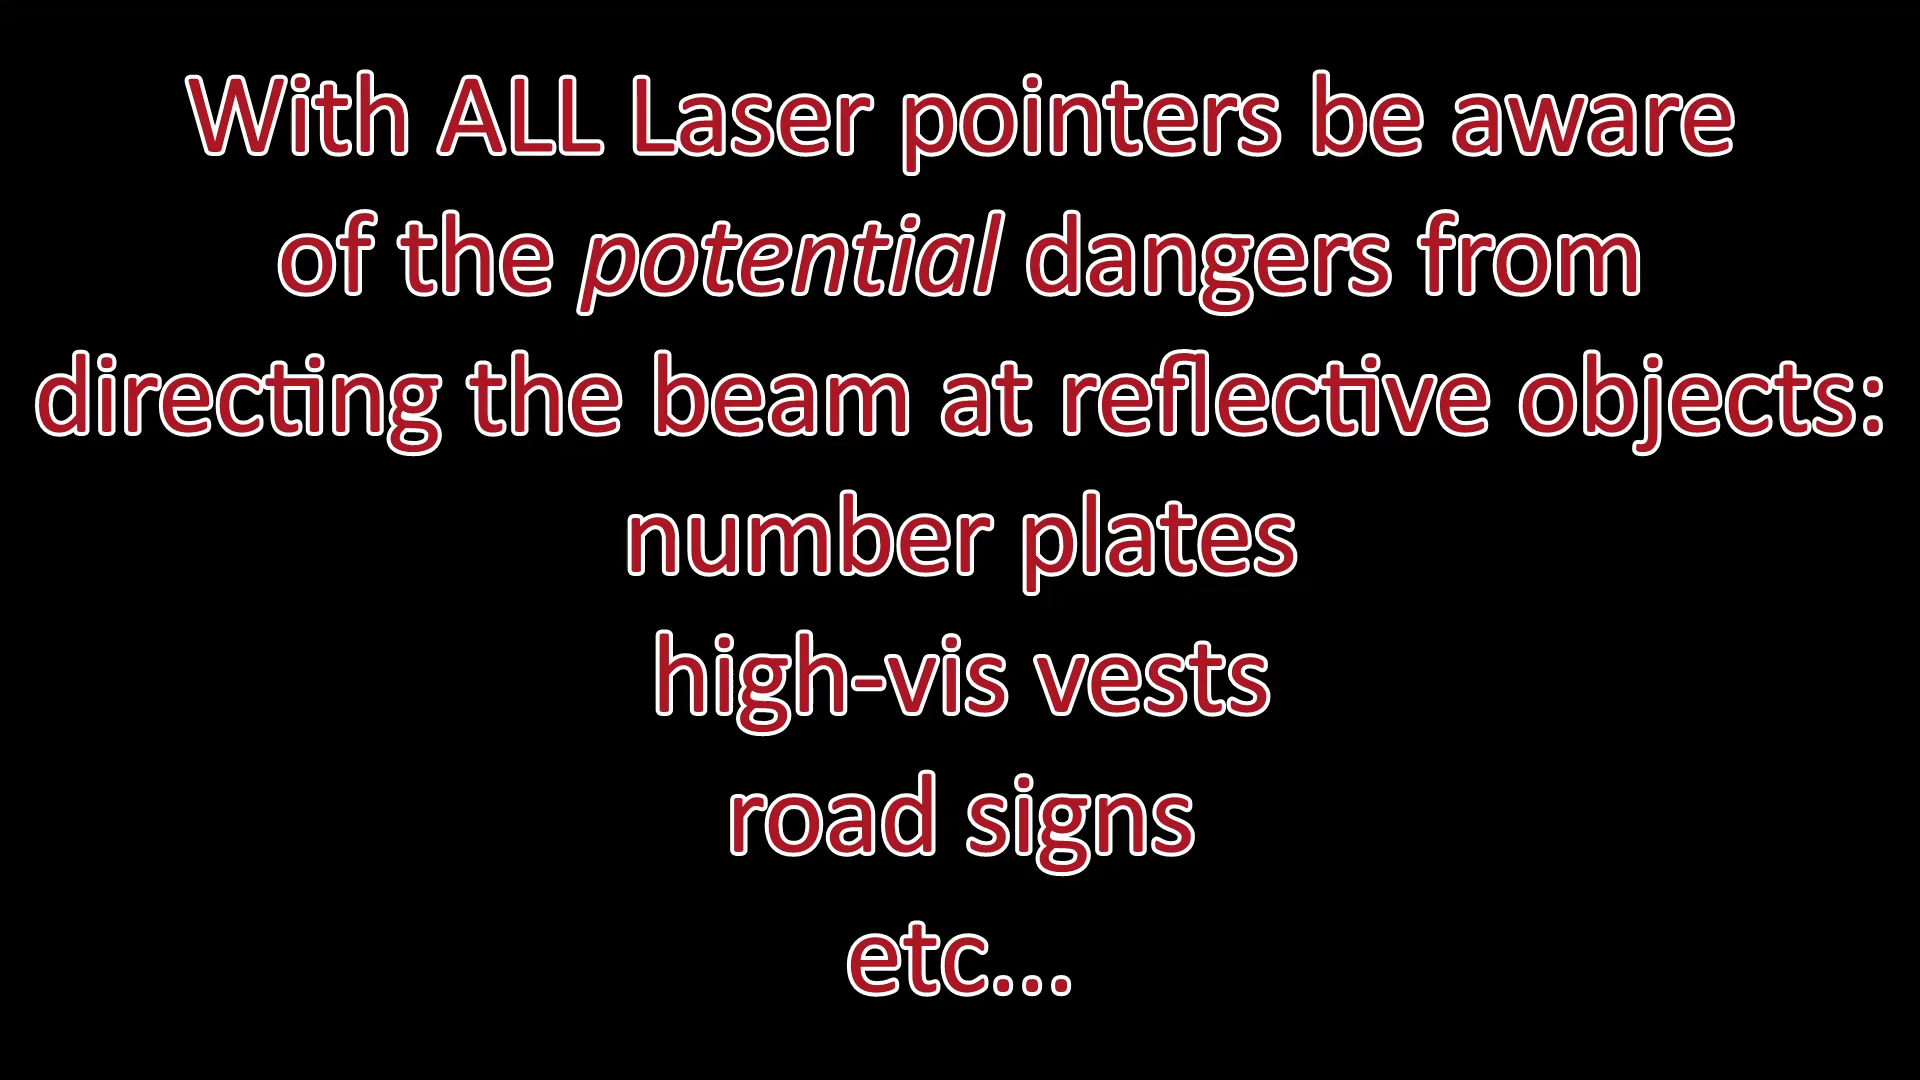 With ALL Laser pointers be aware
of the potential dangers from
directing the beam at reflective objects:
number plates
high-vis vests
road signs
etc...